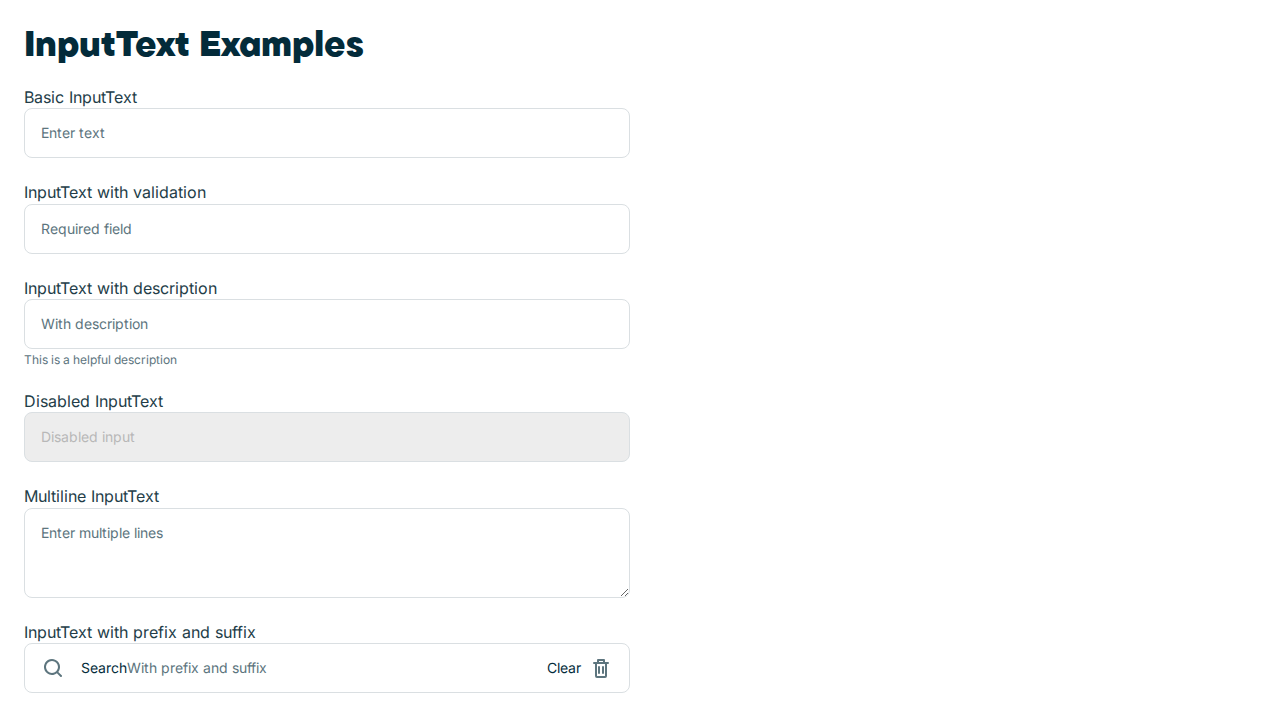 InputText Examples
Basic InputText
Enter text
InputText with validation
Required field
InputText with description
With description
This is a helpful description
Disabled InputText
Disabled input
Multiline InputText
Enter multiple lines
InputText with prefix and suffix
SearchWith prefix and suffix Clear